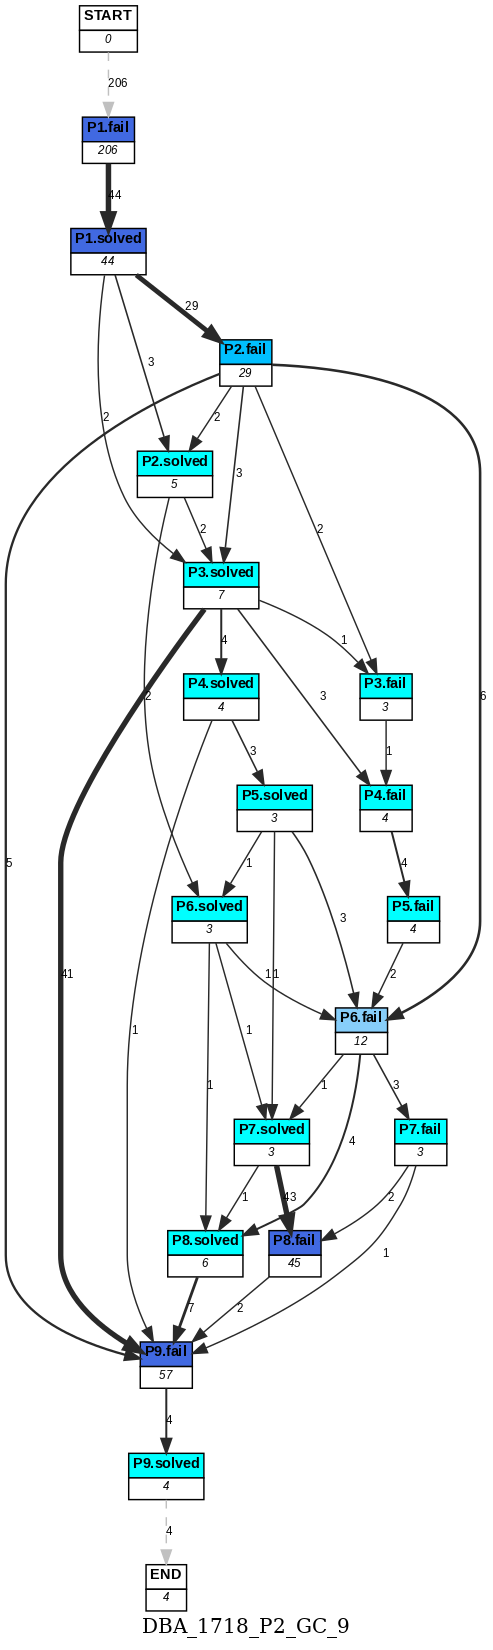 START
0
206
P1.fail
206
44
P1.solved
44
29
P2.fail
29
3
2
2
3
2
P2.solved
5
2
P3.solved
7
1
4
3
2
6
P4.solved
4
P3.fail
3
3
1
P5.solved
3
P4.fail
4
5
41
1
3
4
P6.solved
3
P5.fail
4
1
1
1
2
P6.fail
12
1
1
1
3
4
P7.solved
3
P7.fail
3
1
43
2
1
P8.solved
6
P8.fail
45
7
2
P9.fail
57
4
P9.solved
4
4
END
4
DBA_1718_P2_GC_9